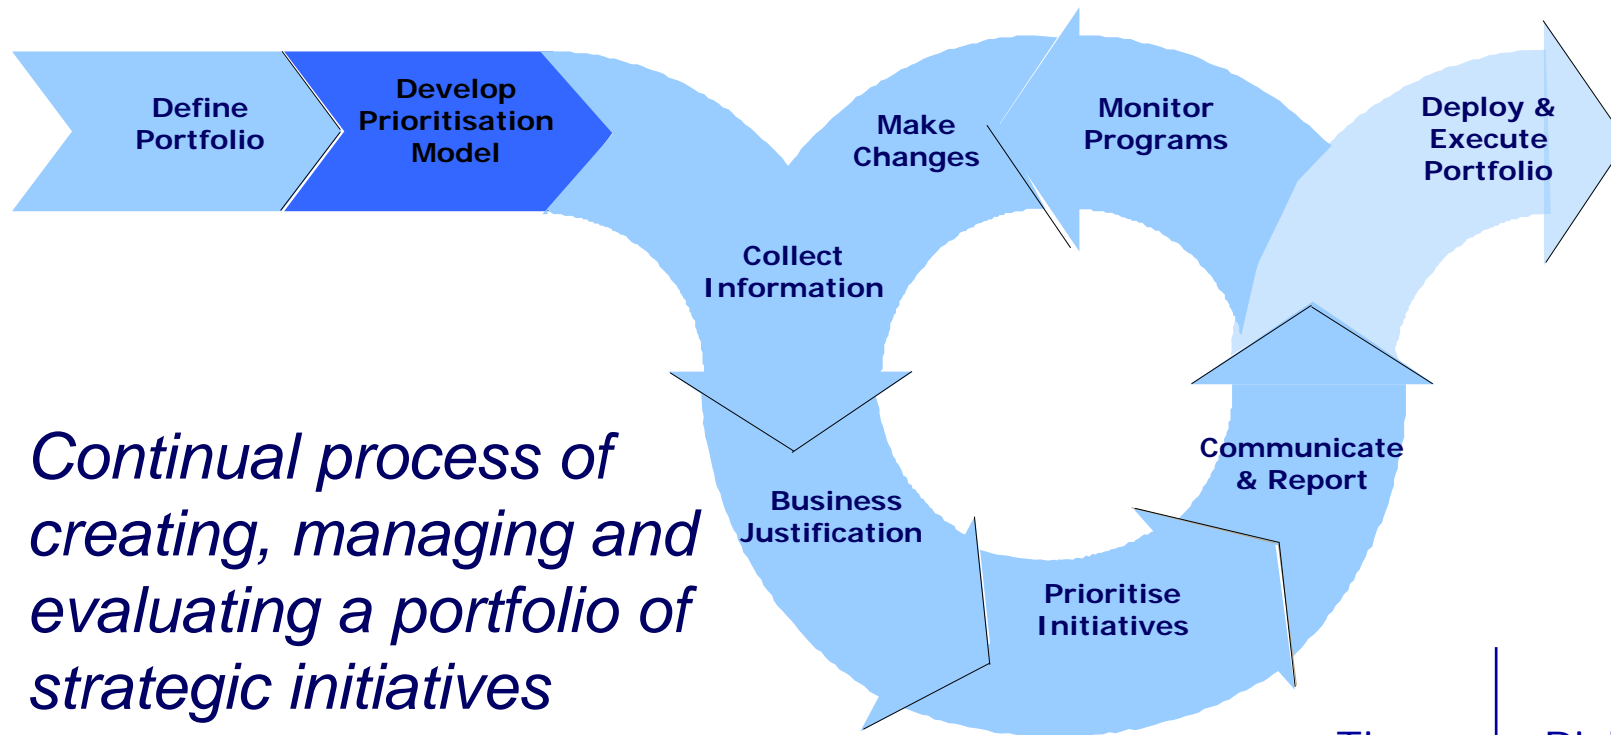 Define
Portfolio
Develop
Prioritisation
Model
Collect
Information
Make
Changes
Monitor
Programs
Deploy &
Execute
Portfolio
Business
Justification
Prioritise
Initiatives
Communicate
& Report
Continual process of
creating, managing and
evaluating a portfolio of
strategic initiatives